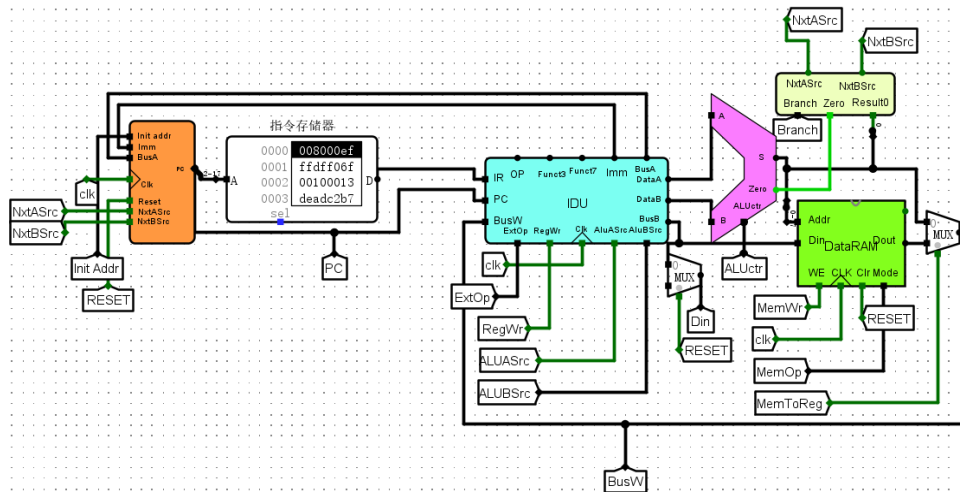 NxtASrc
NxtBSrc
NxtASrc
NxtBSrc
Branch Zero Result0
Branch
指令存储器
Init addr
Imm
BusA
PC
2-17
Clk
Reset
NxtASrc
NxtBSrc
clk
NxtASrc
NxtBSrc
Init Addr
RESET
A
0000 008000ef
0001 ffdff06f
0002 00100013
0003 deadc2b7
D
sel
PC
IR OP Funct3 Funct7 Imm BusA
DataA
PC
IDU
DataB
BusW
BusB
ExtOp RegWr Clk AluASrc AluBSrc
clk
ExtOp
RegWr
ALUASrc
ALUBSrc
0
MUX
Din
RESET
A
S
Zero
ALUctr
B
ALUctr
Addr
Din DataRAM Dout
WE CLK Clr Mode
0
MUX
MemWr
RESET
clk
MemOp
MemToReg
BusW